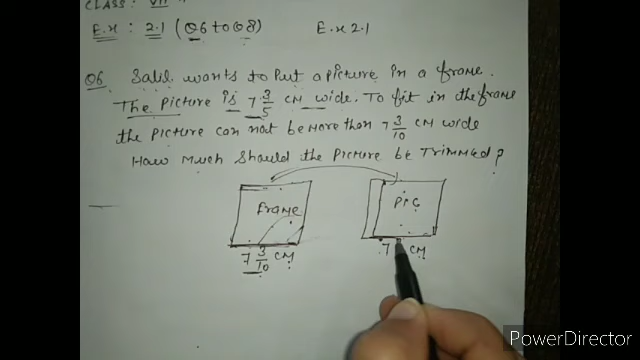 CLASS: VII
E.x : 2.1 (Q6 to Q8) E.x 2.1
Q6 Salil wants to Put a picture in a frame.
The Picture is 7 3/5 CM wide. To fit in the frame
the Picture can not be More than 7 3/10 CM wide
How Much Should the Picture be Trimmed?
Frame PIC
7 3/10 CM 7 CM
PowerDirector